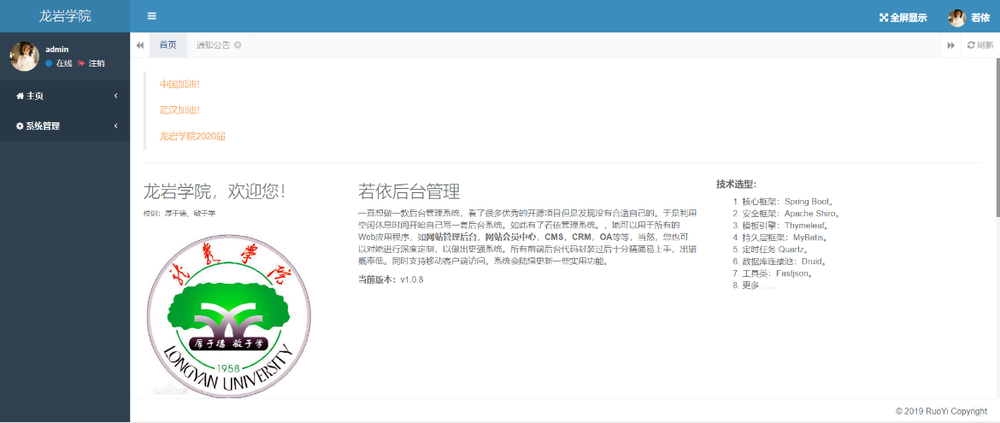 龙岩学院
全屏显示
若依
admin
在线
注销
首页
通知公告
刷新
主页
系统管理
中国加油！
武汉加油！
龙岩学院2020届
龙岩学院，欢迎您！
校训：厚于德、敏于学
龙岩学院
厚于德 敏于学
1958
LONGYAN UNIVERSITY
若依后台管理
一直想做一款后台管理系统，看了很多优秀的开源项目但是发现没有合适自己的。于是利用
空闲休息时间开始自己写一套后台系统。如此有了若依管理系统。，她可以用于所有的
Web应用程序，如网站管理后台，网站会员中心，CMS，CRM，OA等等，当然，您也可
以对她进行深度定制，以做出更强系统。所有前端后台代码封装过后十分精简易上手，出错
概率低。同时支持移动客户端访问。系统会陆续更新一些实用功能。
当前版本：v1.0.8
技术选型：
1. 核心框架：Spring Boot。
2. 安全框架：Apache Shiro。
3. 模板引擎：Thymeleaf。
4. 持久层框架：MyBatis。
5. 定时任务:Quartz。
6. 数据库连接池：Druid。
7. 工具类：Fastjson。
8. 更多……
© 2019 RuoYi Copyright